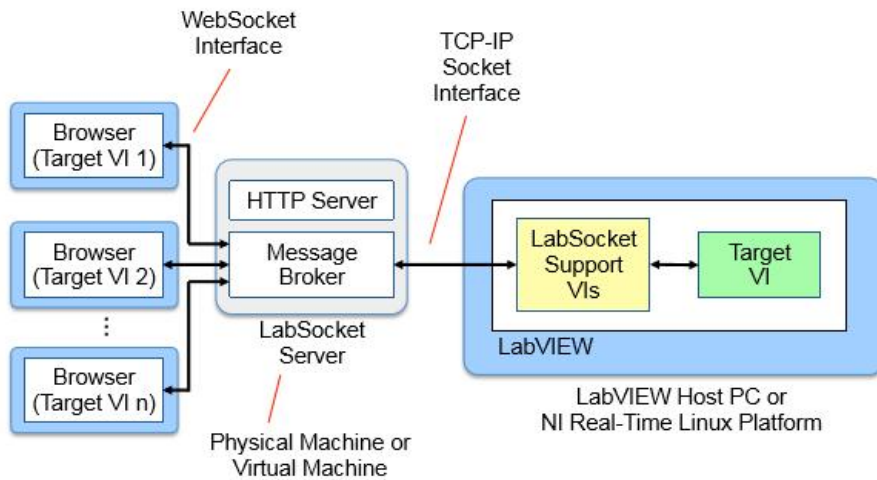 WebSocket
Interface
TCP-IP
Socket
Interface
Browser
(Target VI 1)
HTTP Server
Browser
(Target VI 2)
Message
Broker
LabSocket
Support
VIs
Target
VI
...
LabSocket
Server
LabVIEW
Browser
(Target VI n)
LabVIEW Host PC or
NI Real-Time Linux Platform
Physical Machine or
Virtual Machine